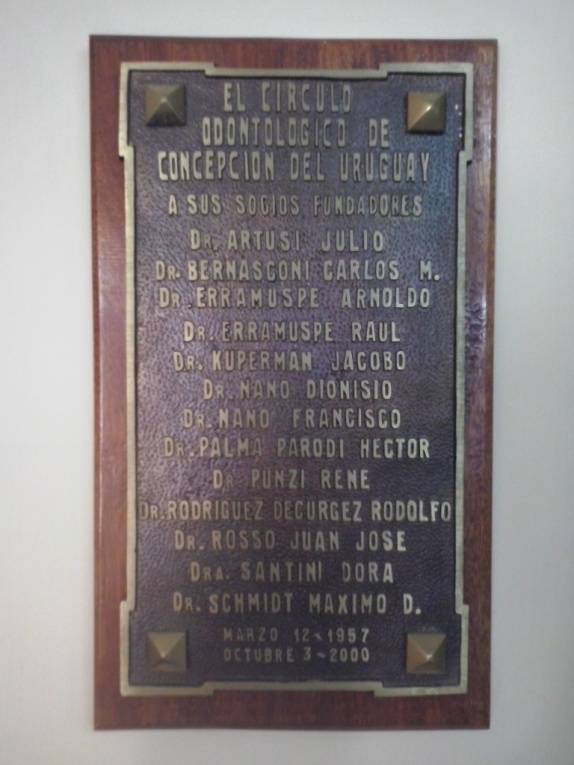 EL CIRCULO
ODONTOLOGICO DE
CONCEPCION DEL URUGUAY
A SUS SOCIOS FUNDADORES
DR. ARTUSI JULIO
DR. BERNASCONI CARLOS M.
DR. ERRAMUSPE ARNOLDO
DR. ERRAMUSPE RAUL
DR. KUPERMAN JACOBO
DR. NANO DIONISIO
DR. NANO FRANCISCO
DR. PALMA PARODI HECTOR
DR PUNZI RENE
DR. RODRIGUEZ DECURGEZ RODOLFO
DR. ROSSO JUAN JOSE
DRA. SANTINI DORA
DR. SCHMIDT MAXIMO D.
MARZO 12-1957
OCTUBRE 3-2000